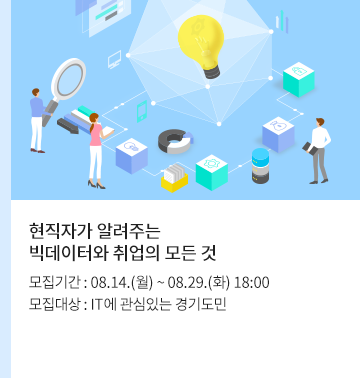 현직자가 알려주는
빅데이터와 취업의 모든 것
모집기간 : 08.14.(월) ~ 08.29.(화) 18:00
모집대상 : IT에 관심있는 경기도민